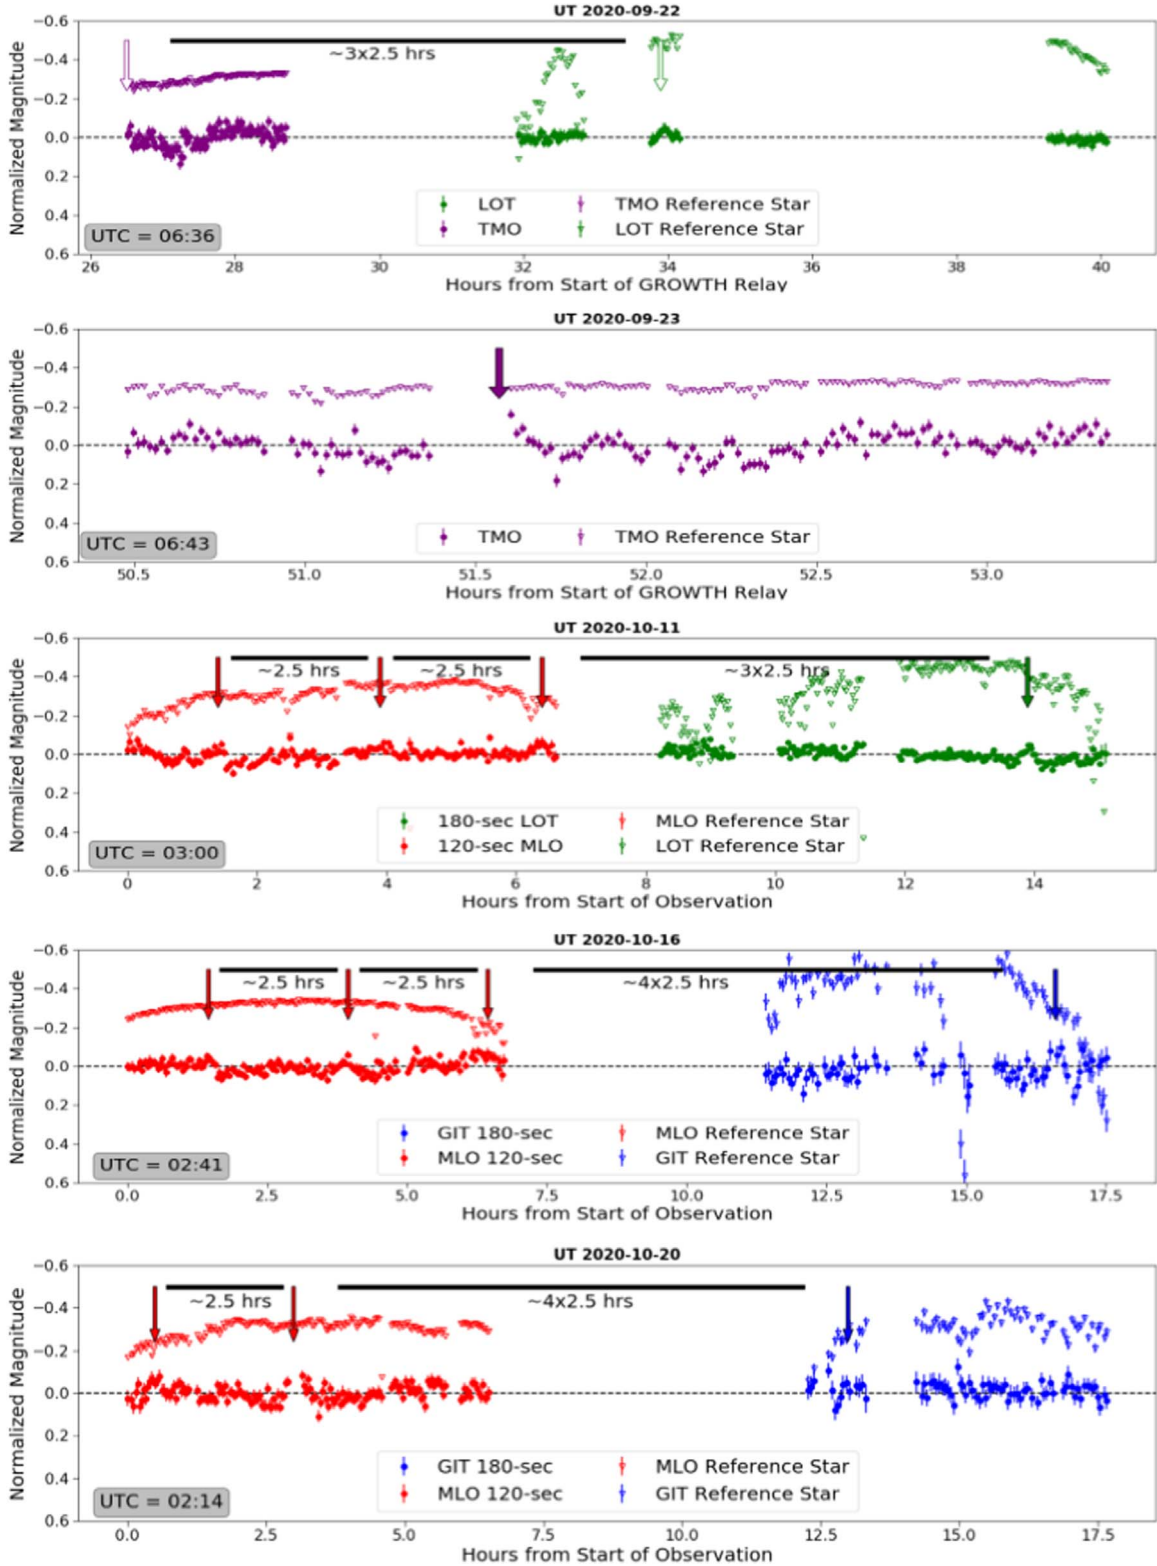 UT 2020-09-22
Normalized Magnitude
−0.6
−0.4
−0.2
0.0
0.2
0.4
0.6
~3x2.5 hrs
LOT
TMO
TMO Reference Star
LOT Reference Star
UTC = 06:36
26 28 30 32 34 36 38 40
Hours from Start of GROWTH Relay
UT 2020-09-23
Normalized Magnitude
−0.6
−0.4
−0.2
0.0
0.2
0.4
0.6
TMO
TMO Reference Star
UTC = 06:43
50.5 51.0 51.5 52.0 52.5 53.0
Hours from Start of GROWTH Relay
UT 2020-10-11
Normalized Magnitude
−0.6
−0.4
−0.2
0.0
0.2
0.4
0.6
~2.5 hrs ~2.5 hrs ~3x2.5hrs
180-sec LOT
120-sec MLO
MLO Reference Star
LOT Reference Star
UTC = 03:00
0 2 4 6 8 10 12 14
Hours from Start of Observation
UT 2020-10-16
Normalized Magnitude
−0.6
−0.4
−0.2
0.0
0.2
0.4
0.6
~2.5 hrs ~2.5 hrs ~4x2.5 hrs
GIT 180-sec
MLO 120-sec
MLO Reference Star
GIT Reference Star
UTC = 02:41
0.0 2.5 5.0 7.5 10.0 12.5 15.0 17.5
Hours from Start of Observation
UT 2020-10-20
Normalized Magnitude
−0.6
−0.4
−0.2
0.0
0.2
0.4
0.6
~2.5 hrs ~4x2.5 hrs
GIT 180-sec
MLO 120-sec
MLO Reference Star
GIT Reference Star
UTC = 02:14
0.0 2.5 5.0 7.5 10.0 12.5 15.0 17.5
Hours from Start of Observation